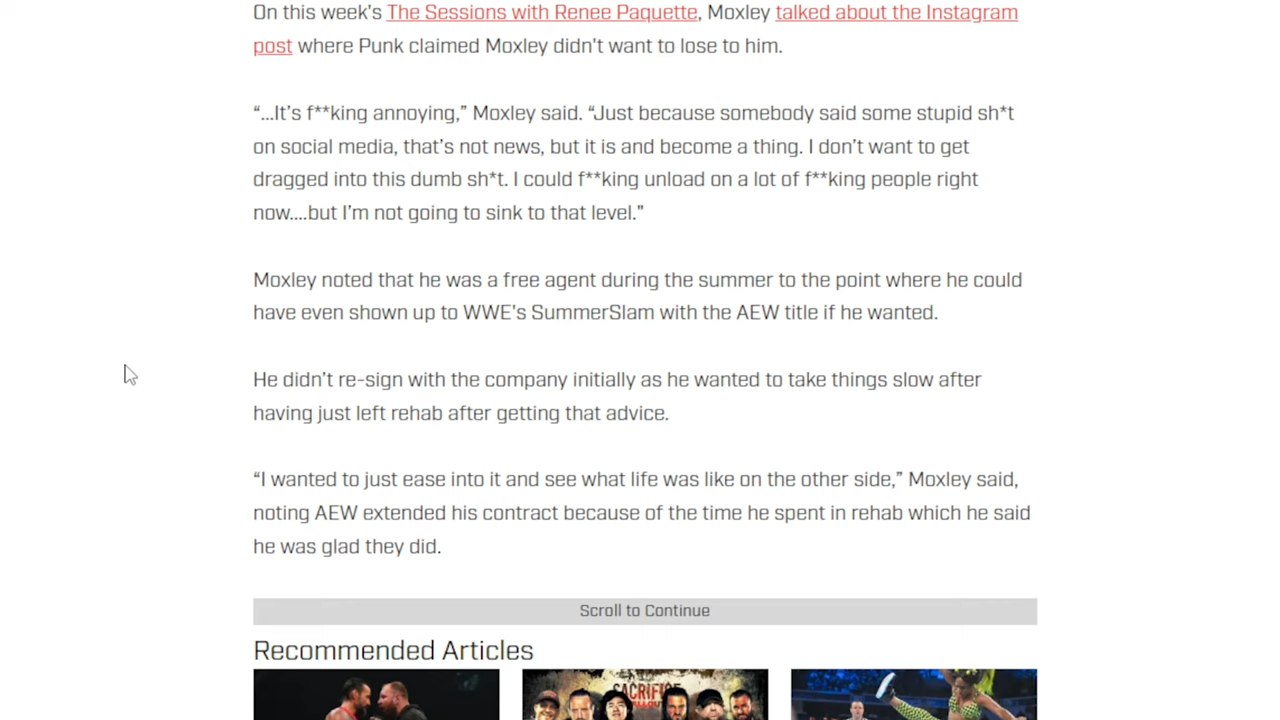 On this week's The Sessions with Renee Paquette, Moxley talked about the Instagram
post where Punk claimed Moxley didn't want to lose to him.
“...It’s f**king annoying,” Moxley said. “Just because somebody said some stupid sh*t
on social media, that’s not news, but it is and become a thing. I don’t want to get
dragged into this dumb sh*t. I could f**king unload on a lot of f**king people right
now....but I’m not going to sink to that level."
Moxley noted that he was a free agent during the summer to the point where he could
have even shown up to WWE's SummerSlam with the AEW title if he wanted.
He didn’t re-sign with the company initially as he wanted to take things slow after
having just left rehab after getting that advice.
“I wanted to just ease into it and see what life was like on the other side,” Moxley said,
noting AEW extended his contract because of the time he spent in rehab which he said
he was glad they did.
Scroll to Continue
Recommended Articles
SACRIFICE